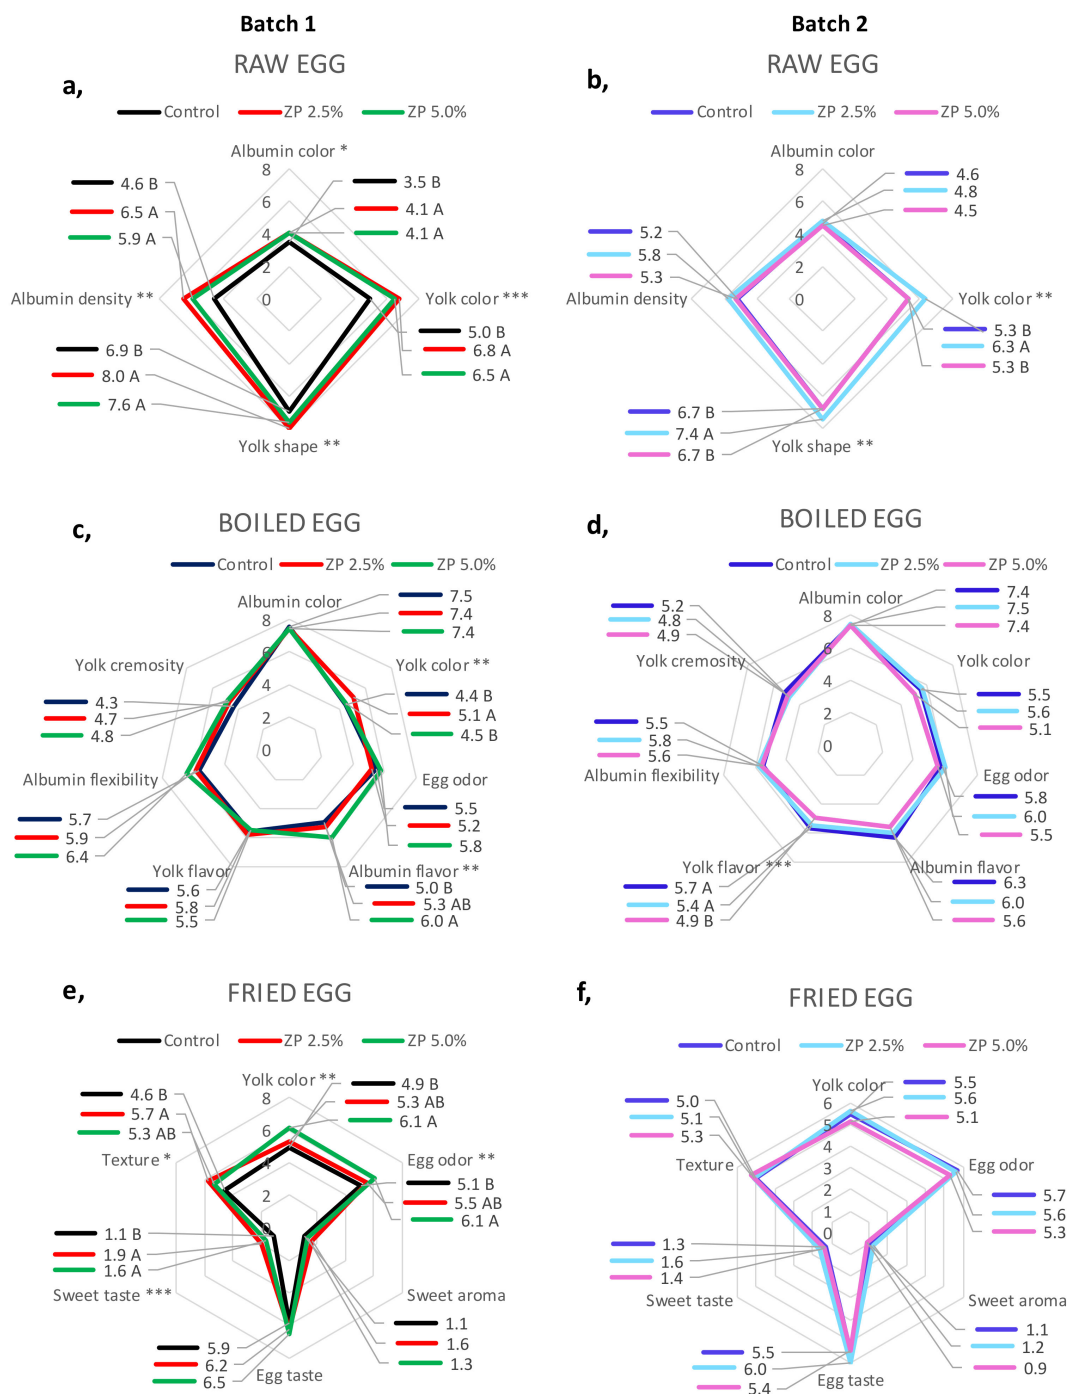 Batch 1
Batch 2
RAW EGG
RAW EGG
a,
b,
Control ZP 2.5% ZP 5.0%
Control ZP 2.5% ZP 5.0%
Albumin color *
8
6
4
2
0
4.6 B
6.5 A
5.9 A
3.5 B
4.1 A
4.1 A
Albumin density **
Yolk color ***
5.0 B
6.8 A
6.5 A
6.9 B
8.0 A
7.6 A
Yolk shape **
Albumin color
8
6
4
2
0
4.6
4.8
4.5
5.2
5.8
5.3
Albumin density
Yolk color **
5.3 B
6.3 A
5.3 B
6.7 B
7.4 A
6.7 B
Yolk shape **
c,
BOILED EGG
Control ZP 2.5% ZP 5.0%
Albumin color
8
6
4
2
0
7.5
7.4
7.4
Yolk cremosity
Yolk color **
4.4 B
5.1 A
4.5 B
4.3
4.7
4.8
Albumin flexibility
Egg odor
5.5
5.2
5.8
5.7
5.9
6.4
Yolk flavor
5.6
5.8
5.5
Albumin flavor **
5.0 B
5.3 AB
6.0 A
d,
BOILED EGG
Control ZP 2.5% ZP 5.0%
Albumin color
8
6
4
2
0
7.4
7.5
7.4
5.2
4.8
4.9
Yolk cremosity
Yolk color
5.5
5.6
5.1
5.5
5.8
5.6
Albumin flexibility
Egg odor
5.8
6.0
5.5
Yolk flavor ***
5.7 A
5.4 A
4.9 B
Albumin flavor
6.3
6.0
5.6
e,
FRIED EGG
Control ZP 2.5% ZP 5.0%
Yolk color **
8
6
4
2
0
4.9 B
5.3 AB
6.1 A
4.6 B
5.7 A
5.3 AB
Texture *
Egg odor **
5.1 B
5.5 AB
6.1 A
1.1 B
1.9 A
1.6 A
Sweet taste ***
Sweet aroma
1.1
1.6
1.3
5.9
6.2
6.5
Egg taste
f,
FRIED EGG
Control ZP 2.5% ZP 5.0%
Yolk color
6
5
4
3
2
1
0
5.5
5.6
5.1
5.0
5.1
5.3
Texture
Egg odor
5.7
5.6
5.3
1.3
1.6
1.4
Sweet taste
Sweet aroma
1.1
1.2
0.9
5.5
6.0
5.4
Egg taste